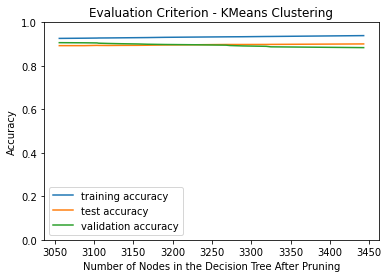 Evaluation Criterion - KMeans Clustering
1.0
0.8
0.6
0.4
0.2
0.0
Accuracy
training accuracy
test accuracy
validation accuracy
3050 3100 3150 3200 3250 3300 3350 3400 3450
Number of Nodes in the Decision Tree After Pruning